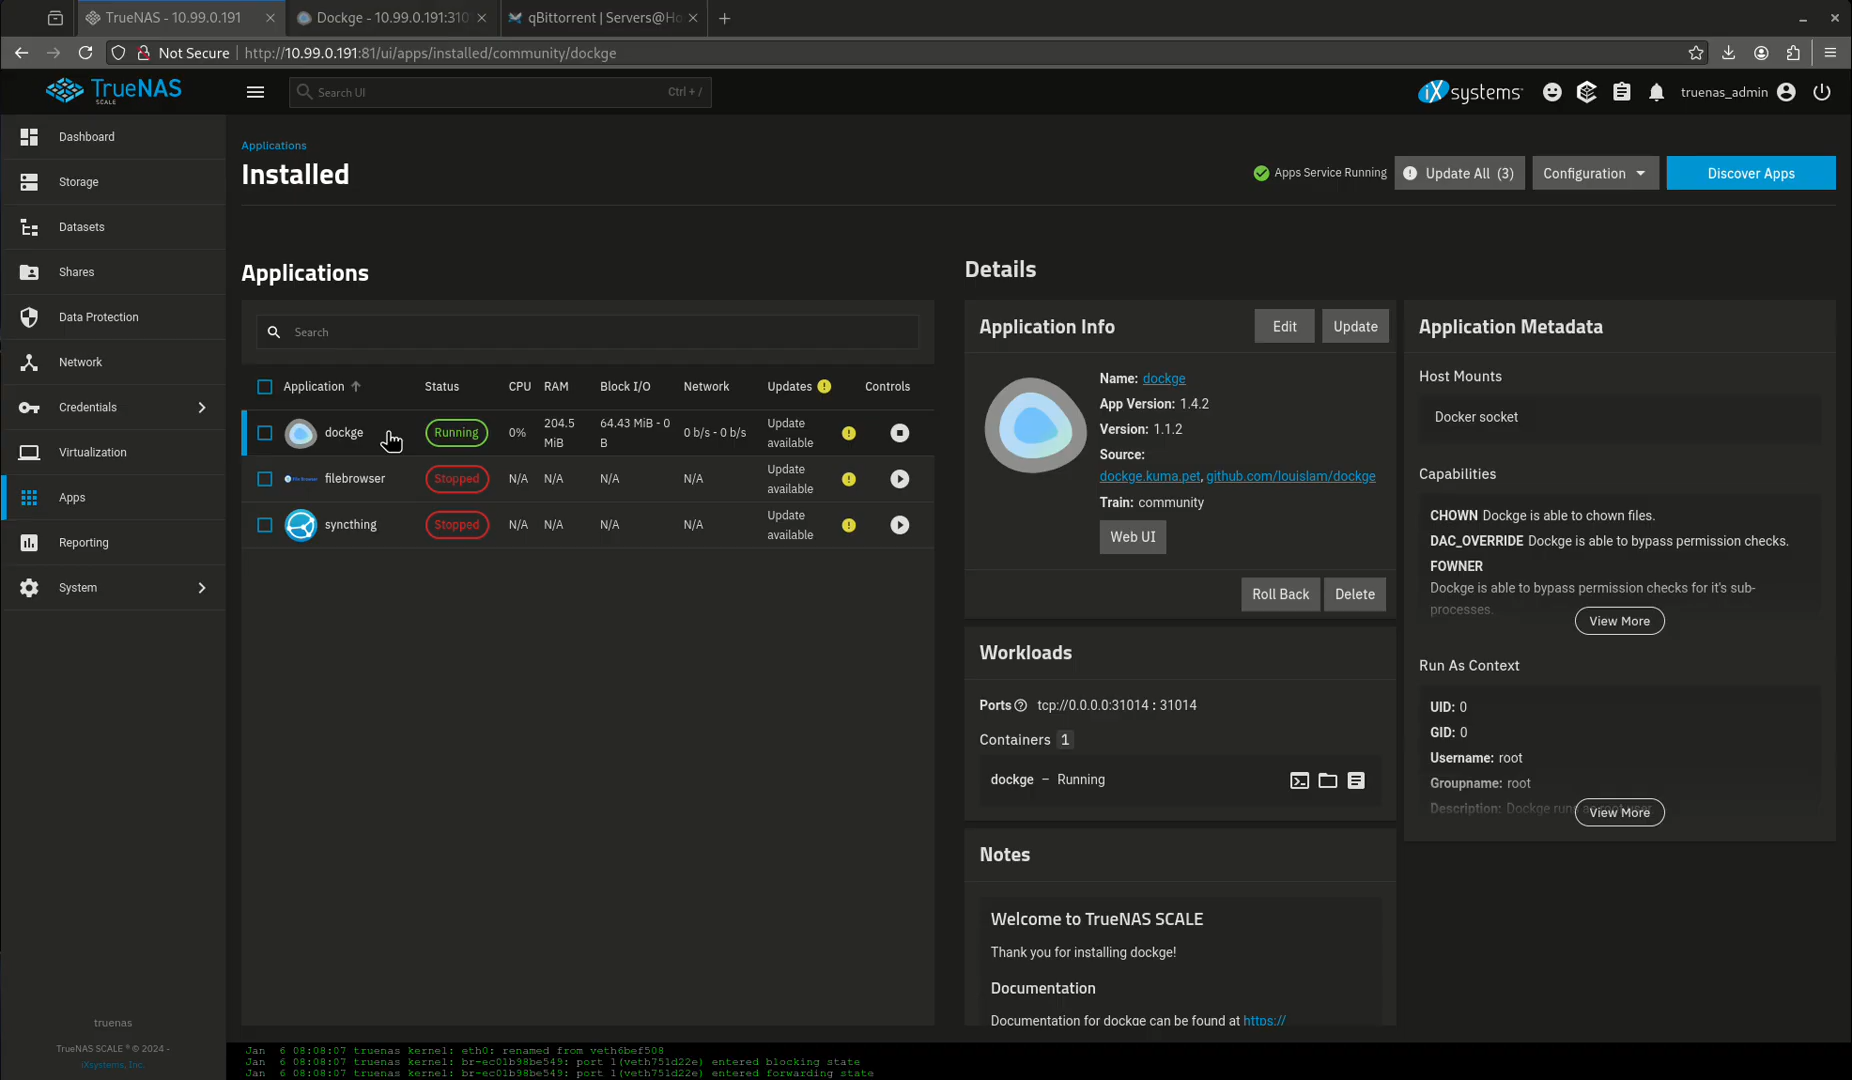 TrueNAS - 10.99.0.191
Dockge - 10.99.0.191:310
qBittorrent | Servers@Ho
Not Secure
http://10.99.0.191:81/ui/apps/installed/community/dockge
TrueNAS
SCALE
Search UI
Ctrl + /
iXsystems
truenas_admin
Dashboard
Storage
Datasets
Shares
Data Protection
Network
Credentials
Virtualization
Apps
Reporting
System
truenas
TrueNAS SCALE ® © 2024 -
iXsystems, Inc.
Applications
Installed
Apps Service Running
Update All (3)
Configuration
Discover Apps
Applications
Search
Application Status CPU RAM Block I/O Network Updates Controls
dockge Running 0% 204.5 MiB 64.43 MiB - 0 B 0 b/s - 0 b/s Update available
filebrowser Stopped N/A N/A N/A N/A Update available
syncthing Stopped N/A N/A N/A N/A Update available
Details
Application Info
Edit
Update
Name: dockge
App Version: 1.4.2
Version: 1.1.2
Source:
dockge.kuma.pet, github.com/louislam/dockge
Train: community
Web UI
Roll Back
Delete
Workloads
Ports tcp://0.0.0.0:31014 : 31014
Containers 1
dockge – Running
Notes
Welcome to TrueNAS SCALE
Thank you for installing dockge!
Documentation
Documentation for dockge can be found at https://
Application Metadata
Host Mounts
Docker socket
Capabilities
CHOWN Dockge is able to chown files.
DAC_OVERRIDE Dockge is able to bypass permission checks.
FOWNER
Dockge is able to bypass permission checks for it's sub-
processes.
View More
Run As Context
UID: 0
GID: 0
Username: root
Groupname: root
Description: Dockge runs as root user.
View More
Jan 6 08:08:07 truenas kernel: eth0: renamed from veth6bef508
Jan 6 08:08:07 truenas kernel: br-ec01b98be549: port 1(veth751d22e) entered blocking state
Jan 6 08:08:07 truenas kernel: br-ec01b98be549: port 1(veth751d22e) entered forwarding state